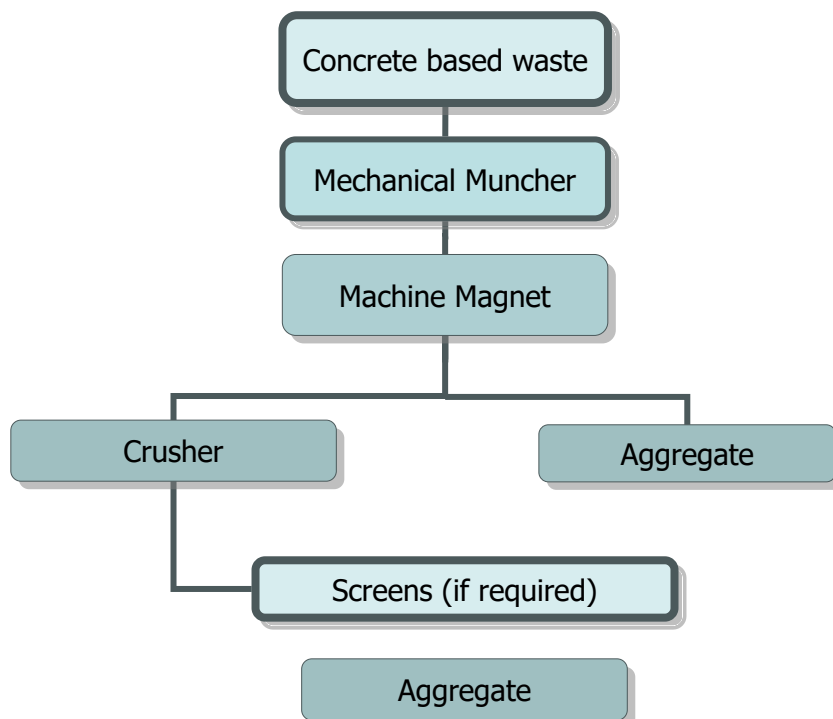 Concrete based waste
Mechanical Muncher
Machine Magnet
Crusher
Aggregate
Screens (if required)
Aggregate